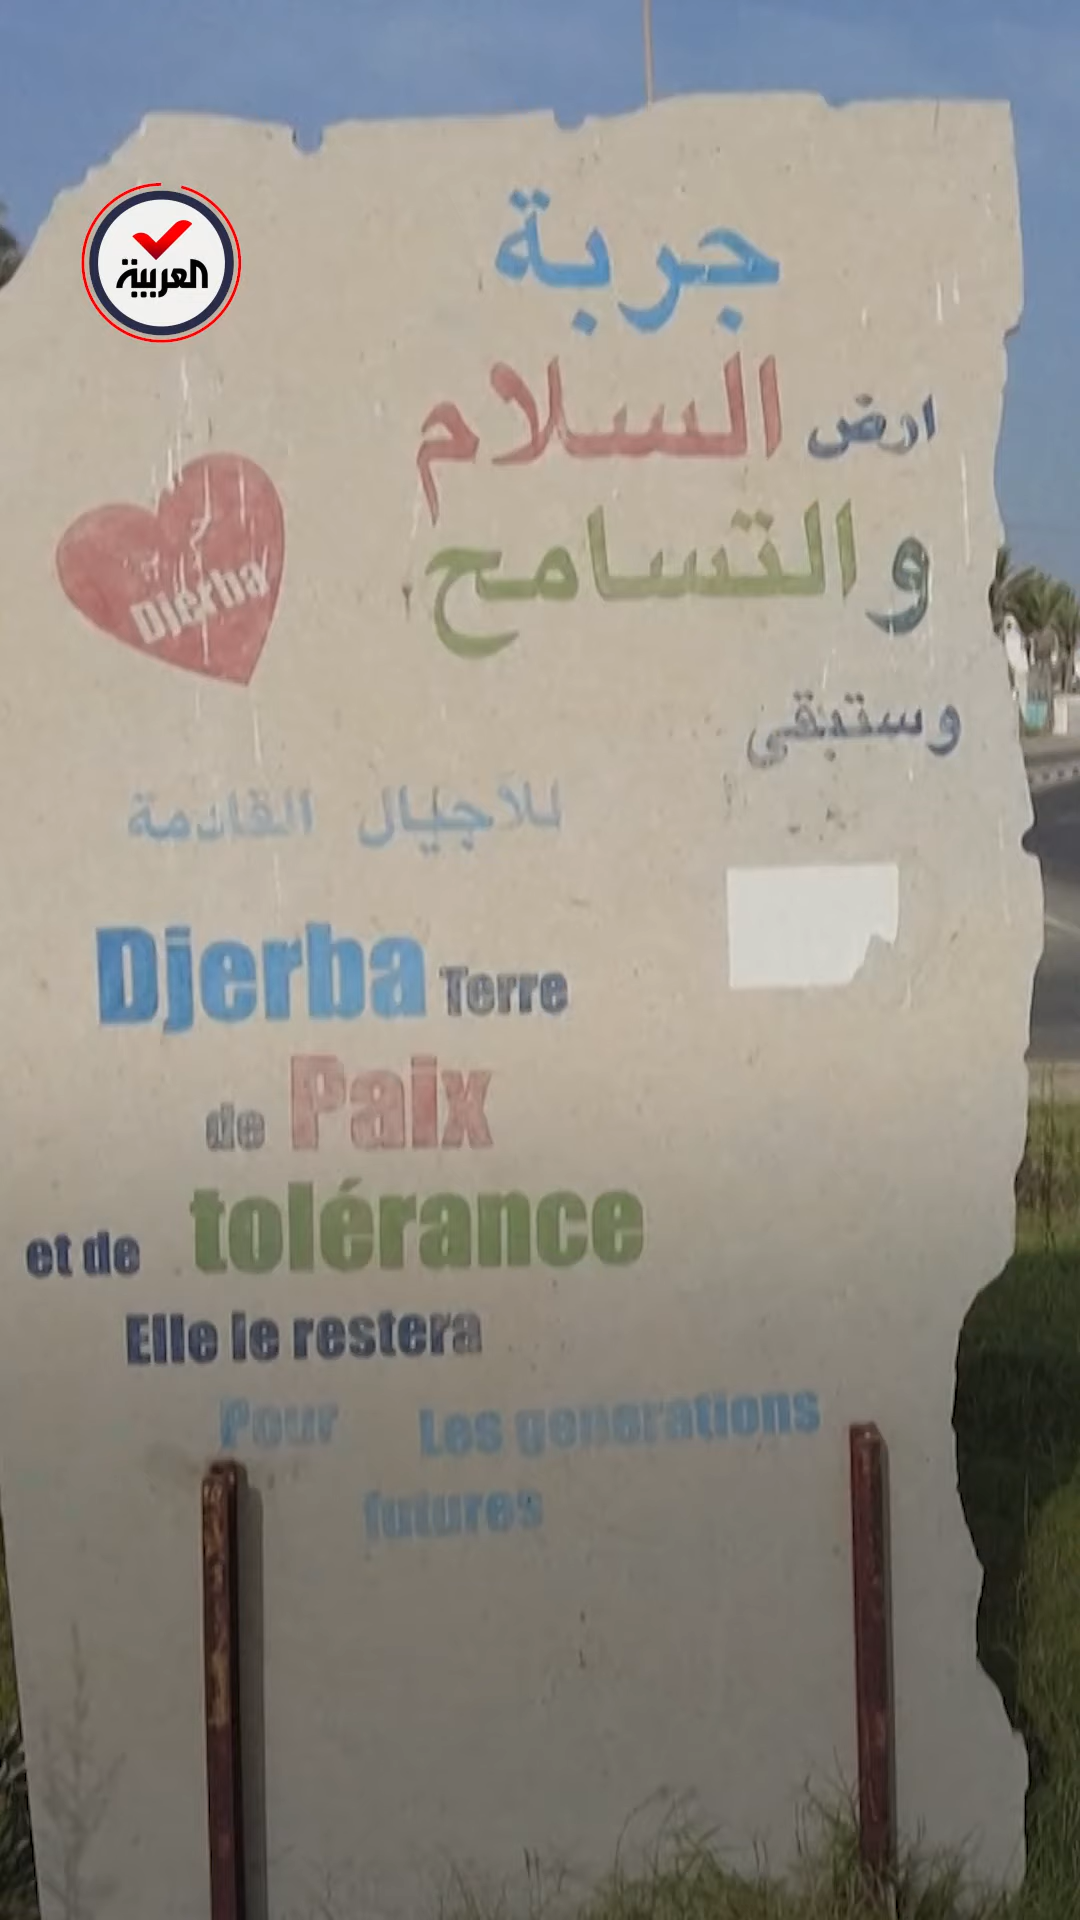 العربية
جربة
ارض السلام
والتسامح
Djerba
وستبقى
للاجيال القادمة
Djerba Terre
de Paix
et de tolérance
Elle le restera
Pour Les generations
futures